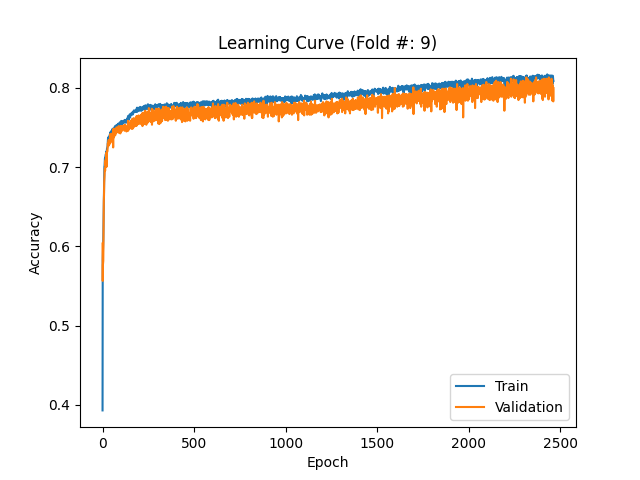 Learning Curve (Fold #: 9)
Accuracy
0.8
0.7
0.6
0.5
0.4
0
500
1000
1500
2000
2500
Epoch
Train
Validation